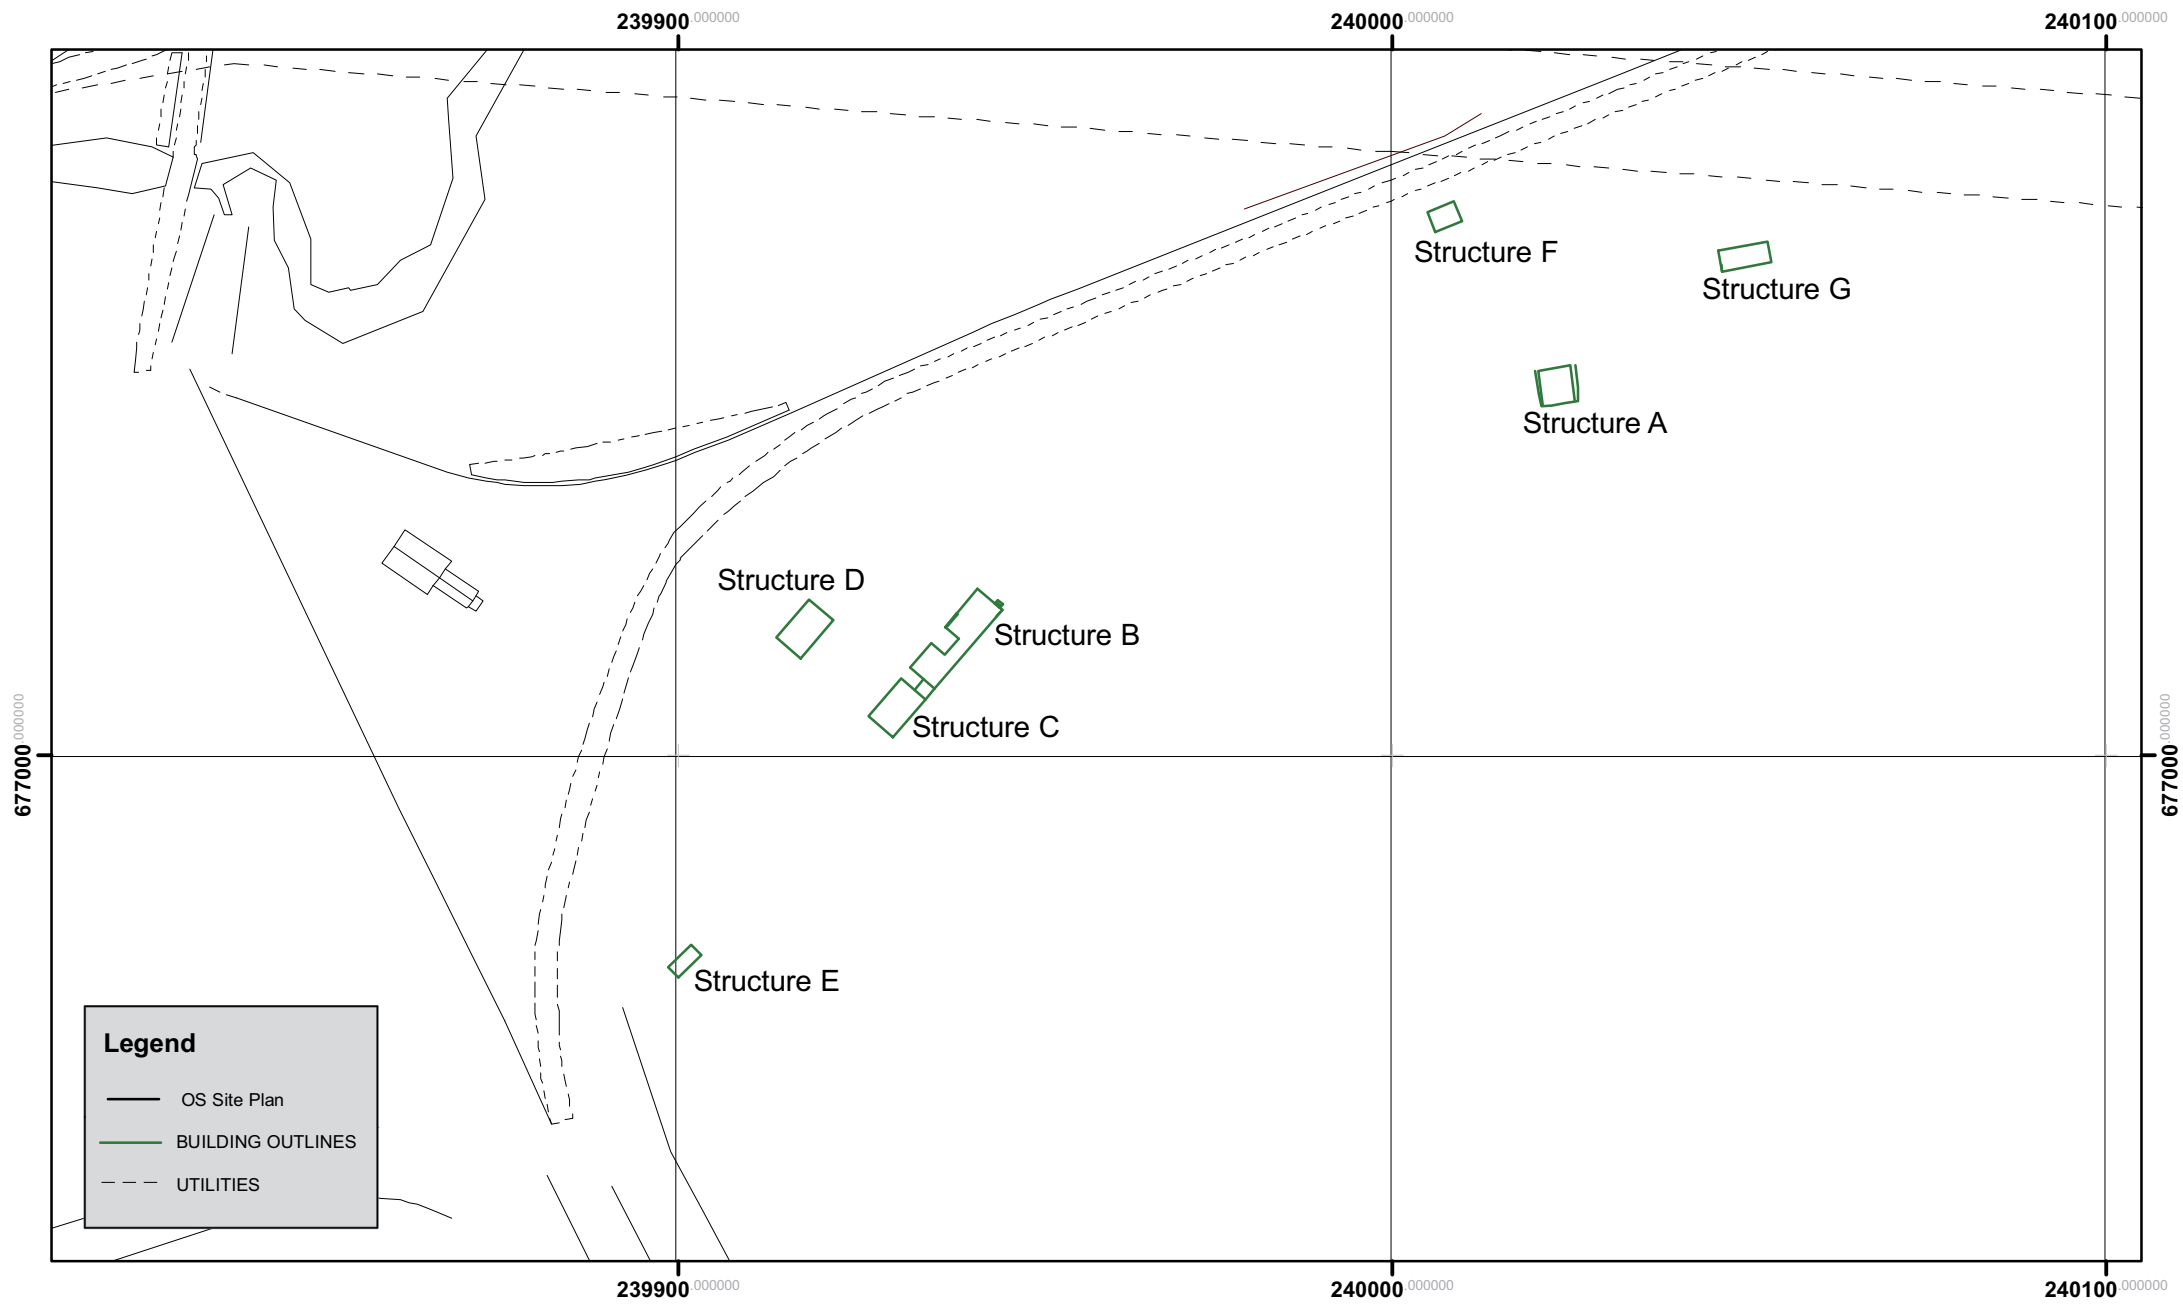 239900.000000
240000.000000
240100.000000
Structure F
Structure G
Structure A
Structure D
Structure B
Structure C
677000.000000
677000.000000
Structure E
Legend
OS Site Plan
BUILDING OUTLINES
UTILITIES
239900.000000
240000.000000
240100.000000